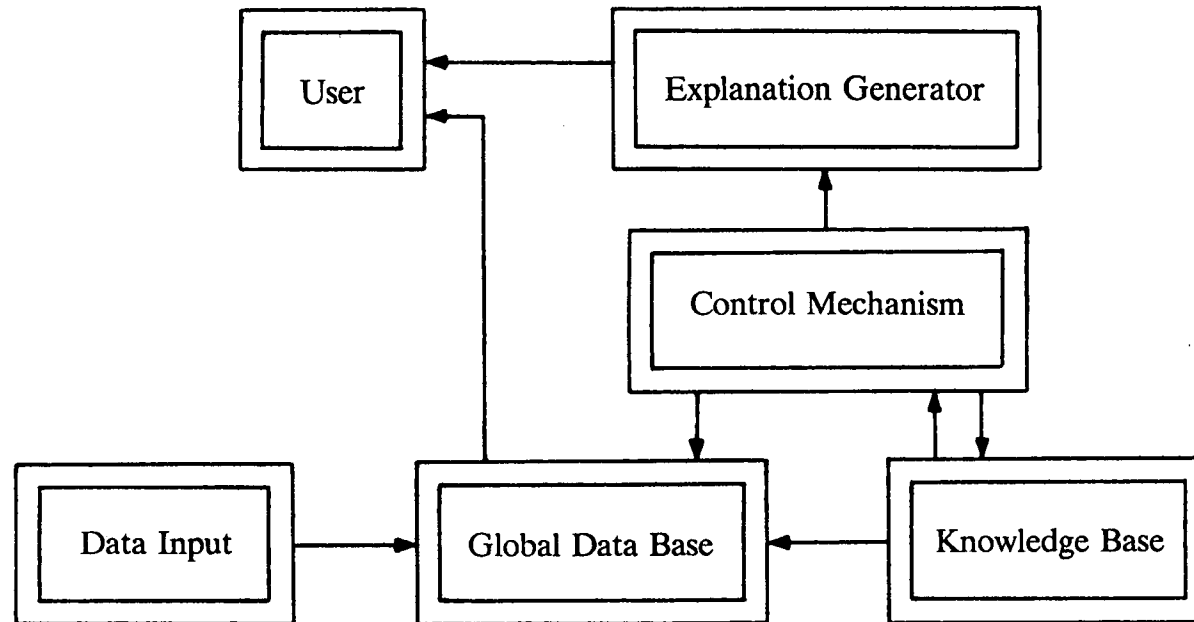 User
Explanation Generator
Control Mechanism
Data Input
Global Data Base
Knowledge Base